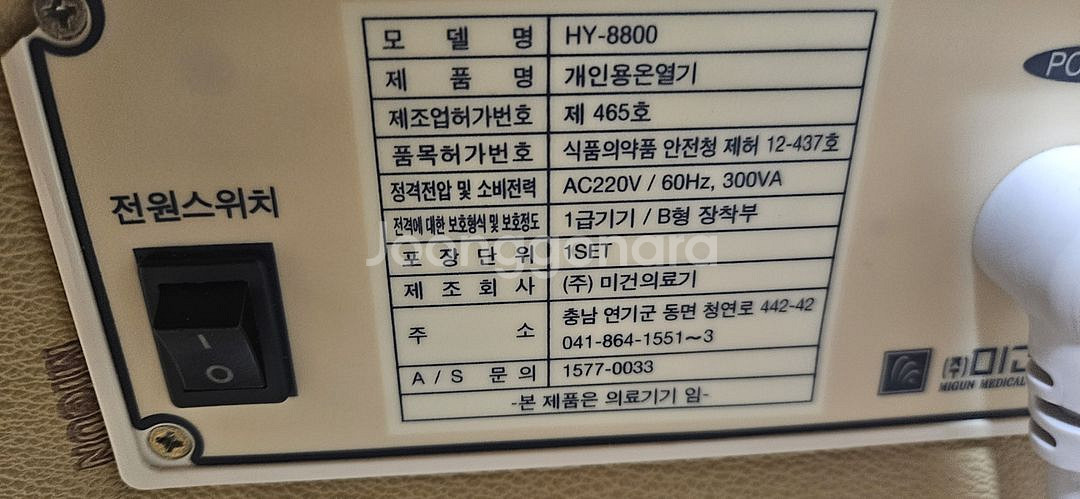 모델명 HY-8800
제품명 개인용온열기
제조업허가번호 제 465호
품목허가번호 식품의약품 안전청 제허 12-437호
정격전압 및 소비전력 AC220V / 60Hz, 300VA
전격에 대한 보호형식 및 보호정도 1급기기 / B형 장착부
포장단위 1SET
제조회사 (주) 미건의료기
주소 충남 연기군 동면 청연로 442-42
041-864-1551~3
A/S 문의 1577-0033
-본 제품은 의료기기 임-
전원스위치
PO
(주)미건
MIGUN MEDICAL
Joonggonara